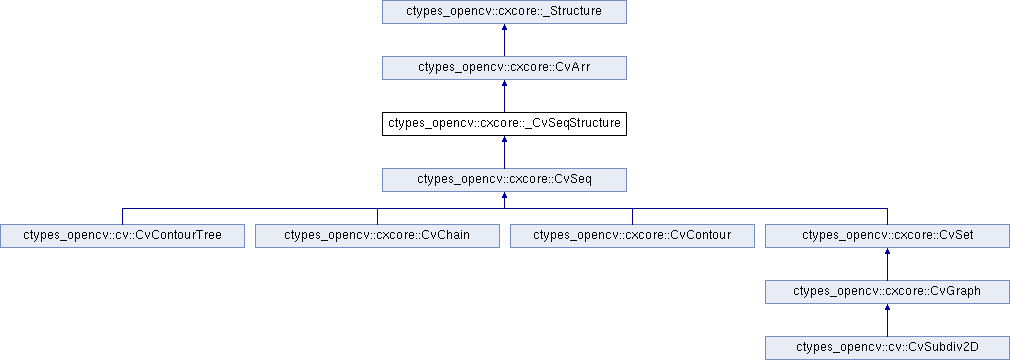 ctypes_opencv::cxcore::_Structure
ctypes_opencv::cxcore::CvArr
ctypes_opencv::cxcore::_CvSeqStructure
ctypes_opencv::cxcore::CvSeq
ctypes_opencv::cv::CvContourTree
ctypes_opencv::cxcore::CvChain
ctypes_opencv::cxcore::CvContour
ctypes_opencv::cxcore::CvSet
ctypes_opencv::cxcore::CvGraph
ctypes_opencv::cv::CvSubdiv2D